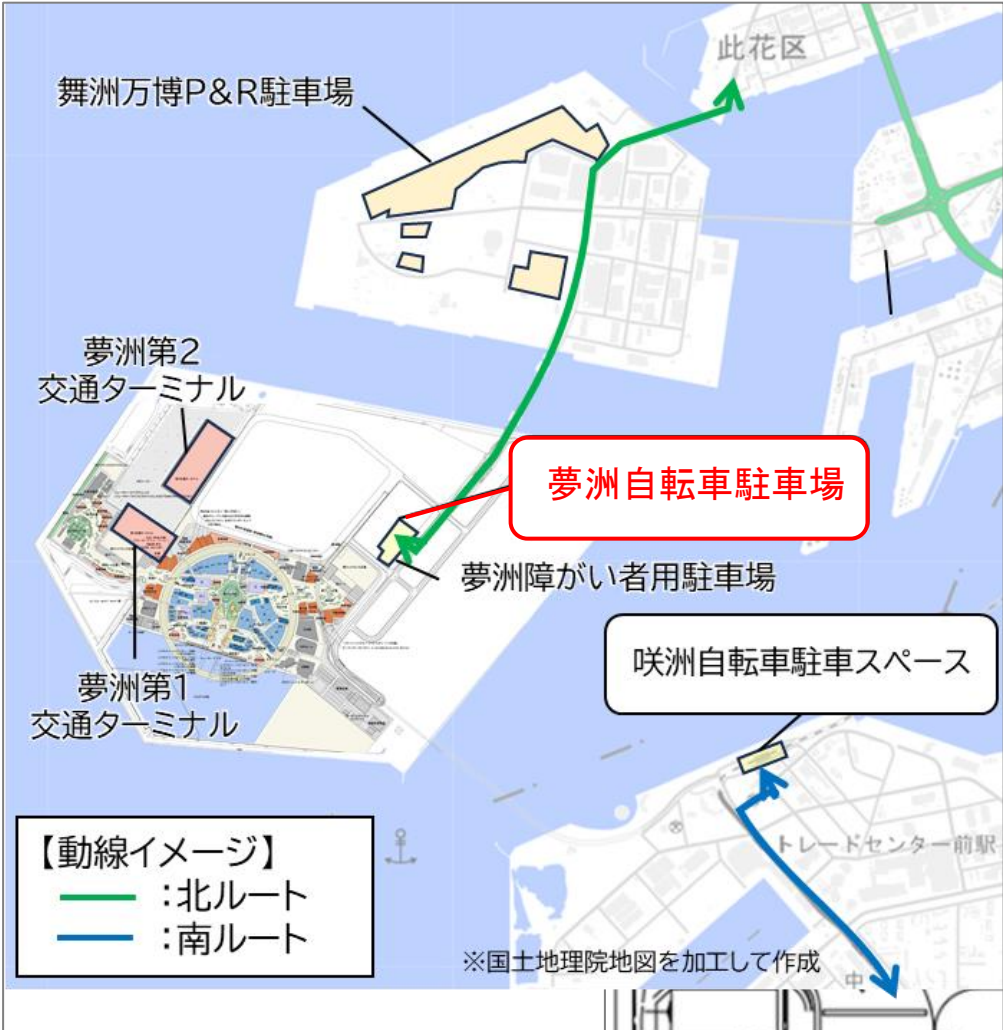 此花区
舞洲万博P&R駐車場
夢洲第2
交通ターミナル
夢洲自転車駐車場
夢洲障がい者用駐車場
咲洲自転車駐車スペース
夢洲第1
交通ターミナル
トレードセンター前駅
【動線イメージ】
:北ルート
:南ルート
※国土地理院地図を加工して作成
中